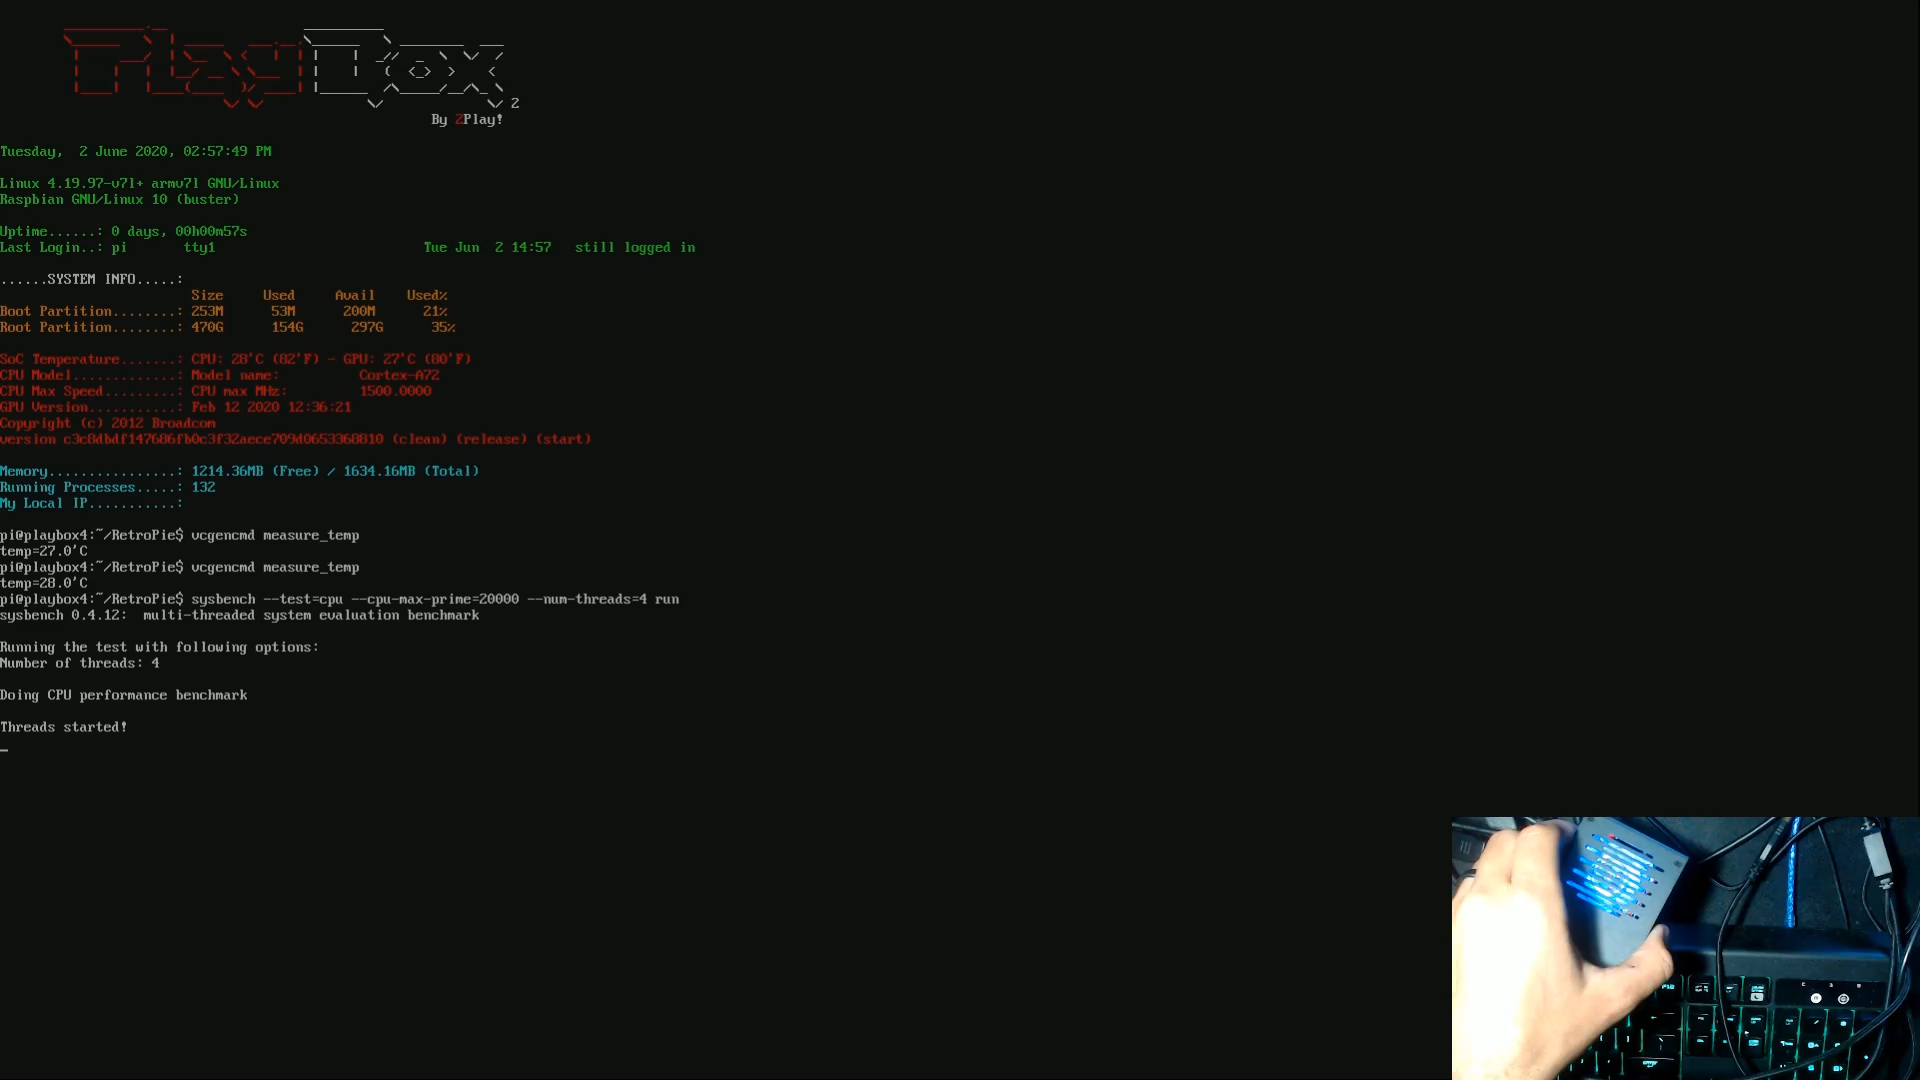 PlayBox
2
By 2Play!
Tuesday,  2 June 2020, 02:57:49 PM
Linux 4.19.97-v7l+ armv7l GNU/Linux
Raspbian GNU/Linux 10 (buster)
Uptime......: 0 days, 00h00m57s
Last Login..: pi       tty1                          Tue Jun  2 14:57   still logged in
......SYSTEM INFO.....:
Size     Used     Avail    Used%
Boot Partition........: 253M      53M      200M      21%
Root Partition........: 470G      154G      297G      35%
SoC Temperature.......: CPU: 28'C (82'F) - GPU: 27'C (80'F)
CPU Model.............: Model name:          Cortex-A72
CPU Max Speed.........: CPU max MHz:         1500.0000
GPU Version...........: Feb 12 2020 12:36:21
Copyright (c) 2012 Broadcom
version c3c8dbdf147686fb0c3f32aece709d0653368810 (clean) (release) (start)
Memory................: 1214.36MB (Free) / 1634.16MB (Total)
Running Processes.....: 132
My Local IP...........:
pi@playbox4:~/RetroPie$ vcgencmd measure_temp
temp=27.0'C
pi@playbox4:~/RetroPie$ vcgencmd measure_temp
temp=28.0'C
pi@playbox4:~/RetroPie$ sysbench --test=cpu --cpu-max-prime=20000 --num-threads=4 run
sysbench 0.4.12:  multi-threaded system evaluation benchmark
Running the test with following options:
Number of threads: 4
Doing CPU performance benchmark
Threads started!
_